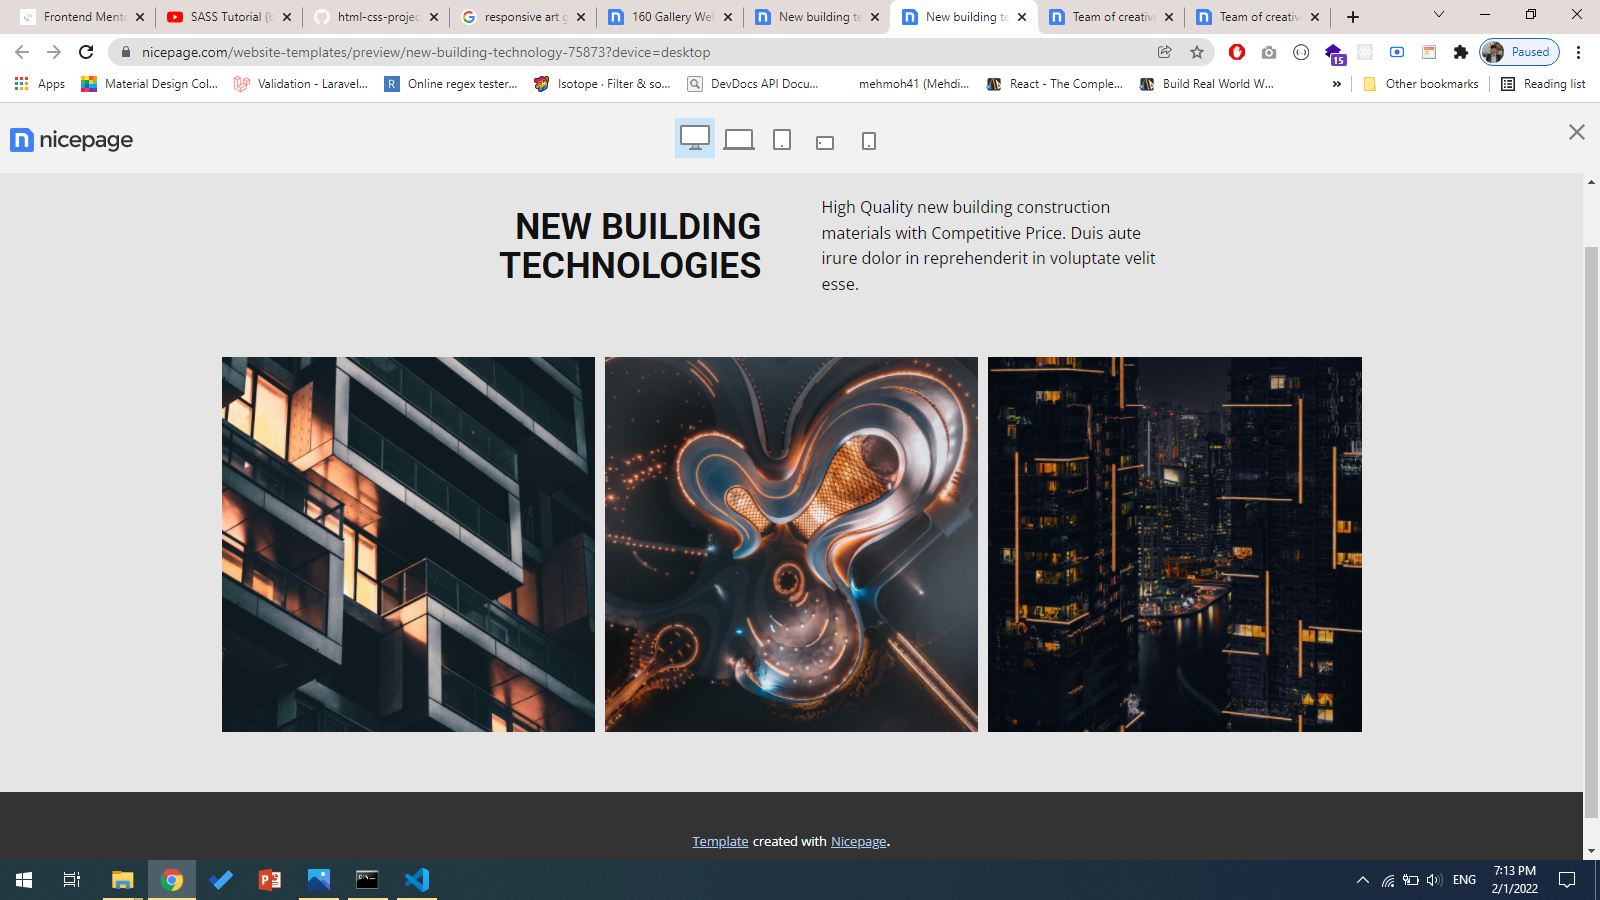 Frontend Mento
SASS Tutorial (b
html-css-projec
responsive art g
160 Gallery We
New building te
New building te
Team of creative
Team of creative
nicepage.com/website-templates/preview/new-building-technology-75873?device=desktop
15
Paused
Apps
Material Design Col...
Validation - Laravel...
R
Online regex tester...
Isotope · Filter & so...
DevDocs API Docu...
mehmoh41 (Mehdi...
React - The Comple...
Build Real World W...
»
Other bookmarks
Reading list
nicepage
NEW BUILDING
TECHNOLOGIES
High Quality new building construction
materials with Competitive Price. Duis aute
irure dolor in reprehenderit in voluptate velit
esse.
Template created with Nicepage.
ENG
7:13 PM
2/1/2022